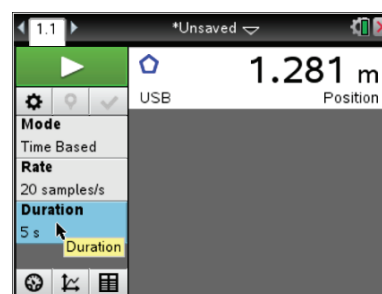 1.1
*Unsaved
1.281 m
USB
Position
Mode
Time Based
Rate
20 samples/s
Duration
5 s
Duration